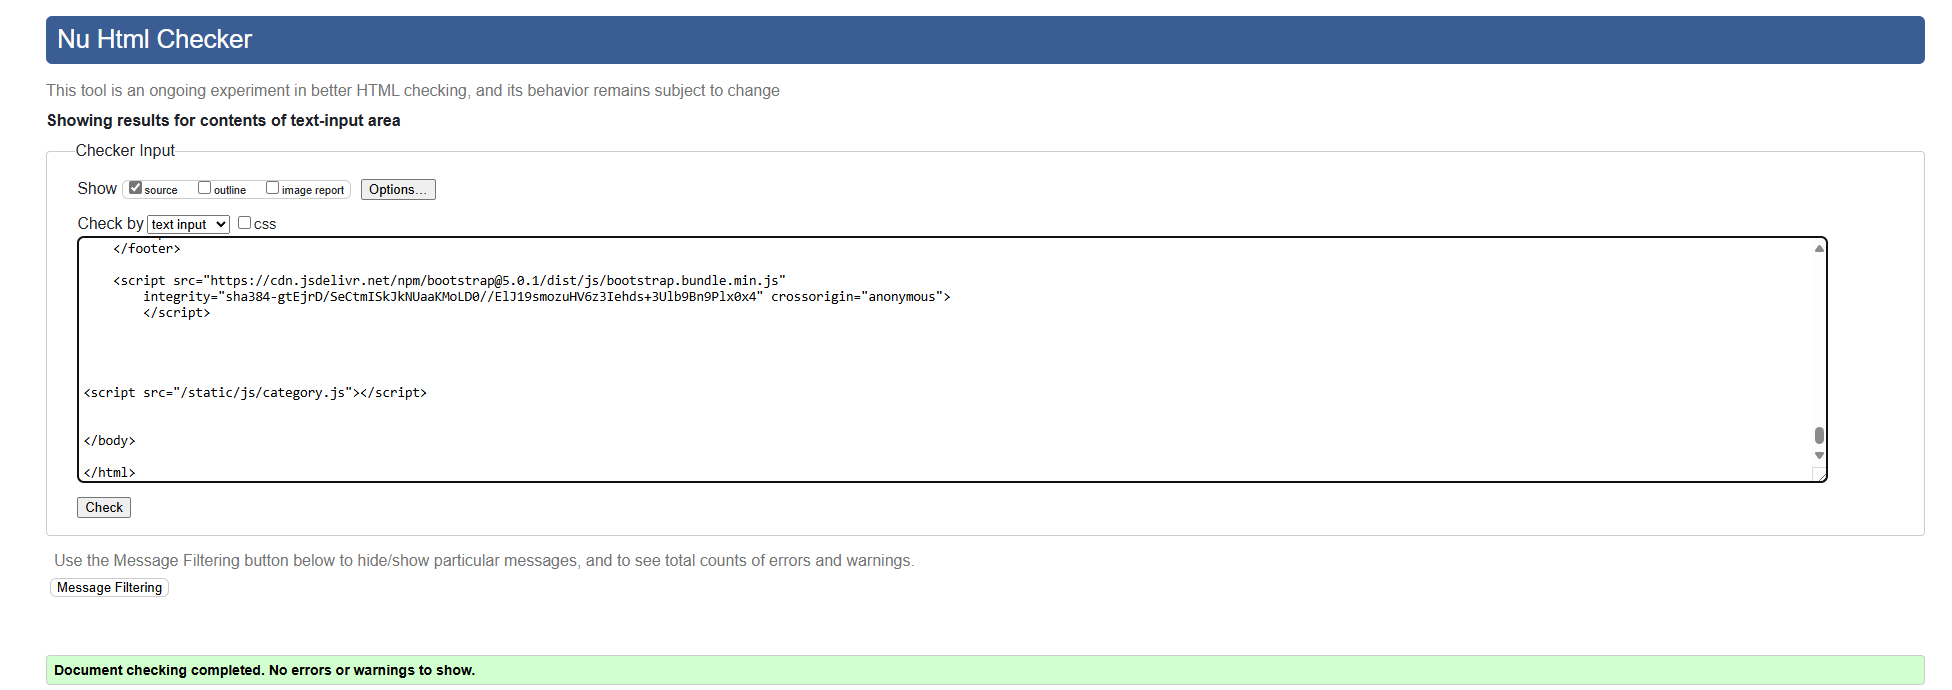 Nu Html Checker
This tool is an ongoing experiment in better HTML checking, and its behavior remains subject to change
Showing results for contents of text-input area
Checker Input
Show source outline image report Options...
Check by text input css
</footer>
<script src="https://cdn.jsdelivr.net/npm/bootstrap@5.0.1/dist/js/bootstrap.bundle.min.js"
integrity="sha384-gtEjrD/SeCtmISkJkNUaaKMoLD0//ElJ19smozuHV6z3Iehds+3Ulb9Bn9Plx0x4" crossorigin="anonymous">
</script>
<script src="/static/js/category.js"></script>
</body>
</html>
Check
Use the Message Filtering button below to hide/show particular messages, and to see total counts of errors and warnings.
Message Filtering
Document checking completed. No errors or warnings to show.